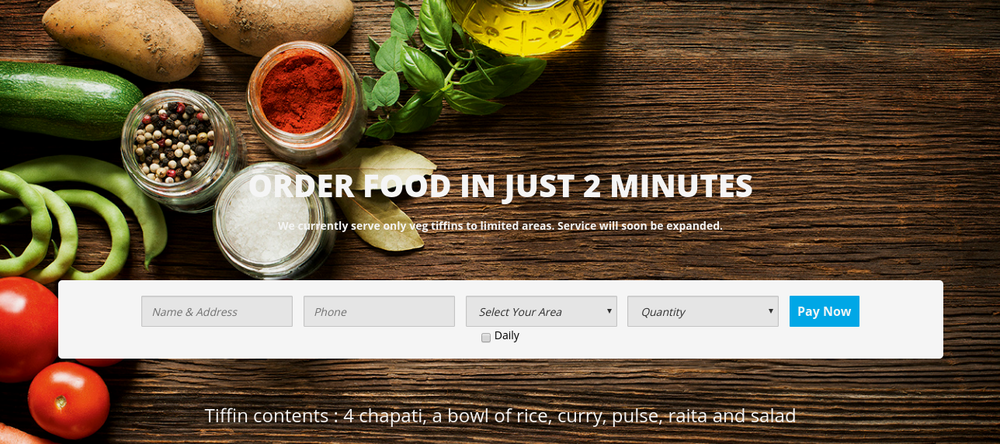 ORDER FOOD IN JUST 2 MINUTES
We currently serve only veg tiffins to limited areas. Service will soon be expanded.
Name & Address
Phone
Select Your Area
Quantity
Pay Now
Daily
Tiffin contents : 4 chapati, a bowl of rice, curry, pulse, raita and salad